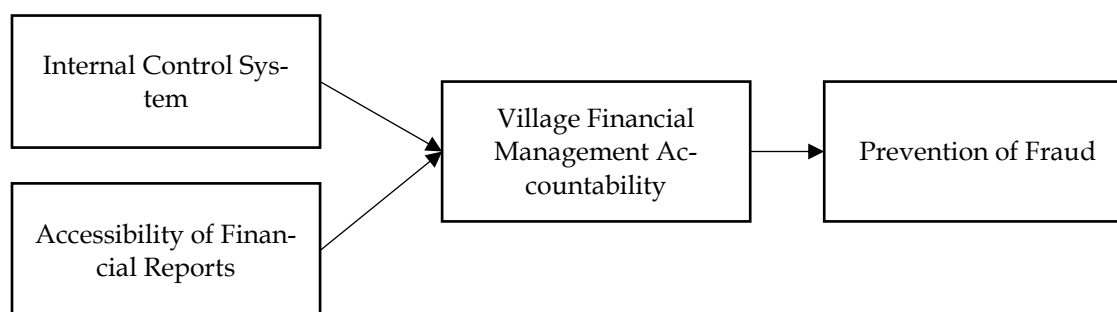 Internal Control Sys-
tem
Accessibility of Finan-
cial Reports
Village Financial
Management Ac-
countability
Prevention of Fraud